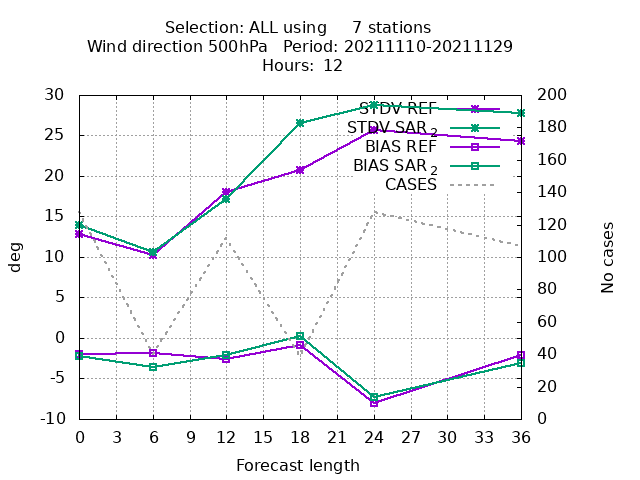 Selection: ALL using     7 stations
Wind direction 500hPa   Period: 20211110-20211129
Hours:  12
30 200
25 180
20 160
15 140
10 120
5 100
0 80
-5 60
-10 40
20
0
STDV REF
STDV SAR 2
BIAS REF
BIAS SAR 2
CASES
deg
No cases
0 3 6 9 12 15 18 21 24 27 30 33 36
Forecast length